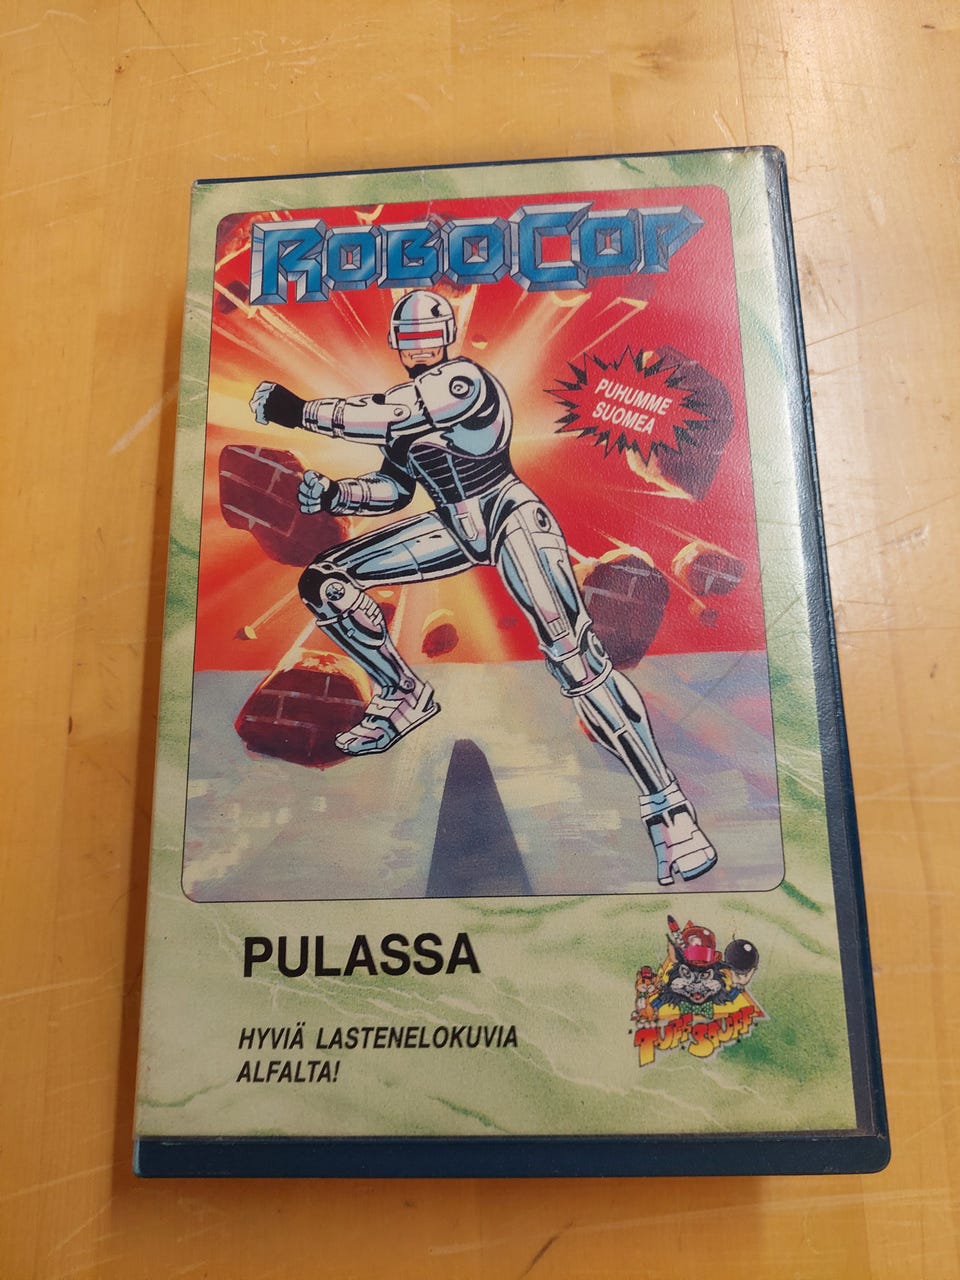 ROBOCOP
PUHUMME
SUOMEA
PULASSA
HYVIÄ LASTENELOKUVIA
ALFALTA!
TUFF STUFF